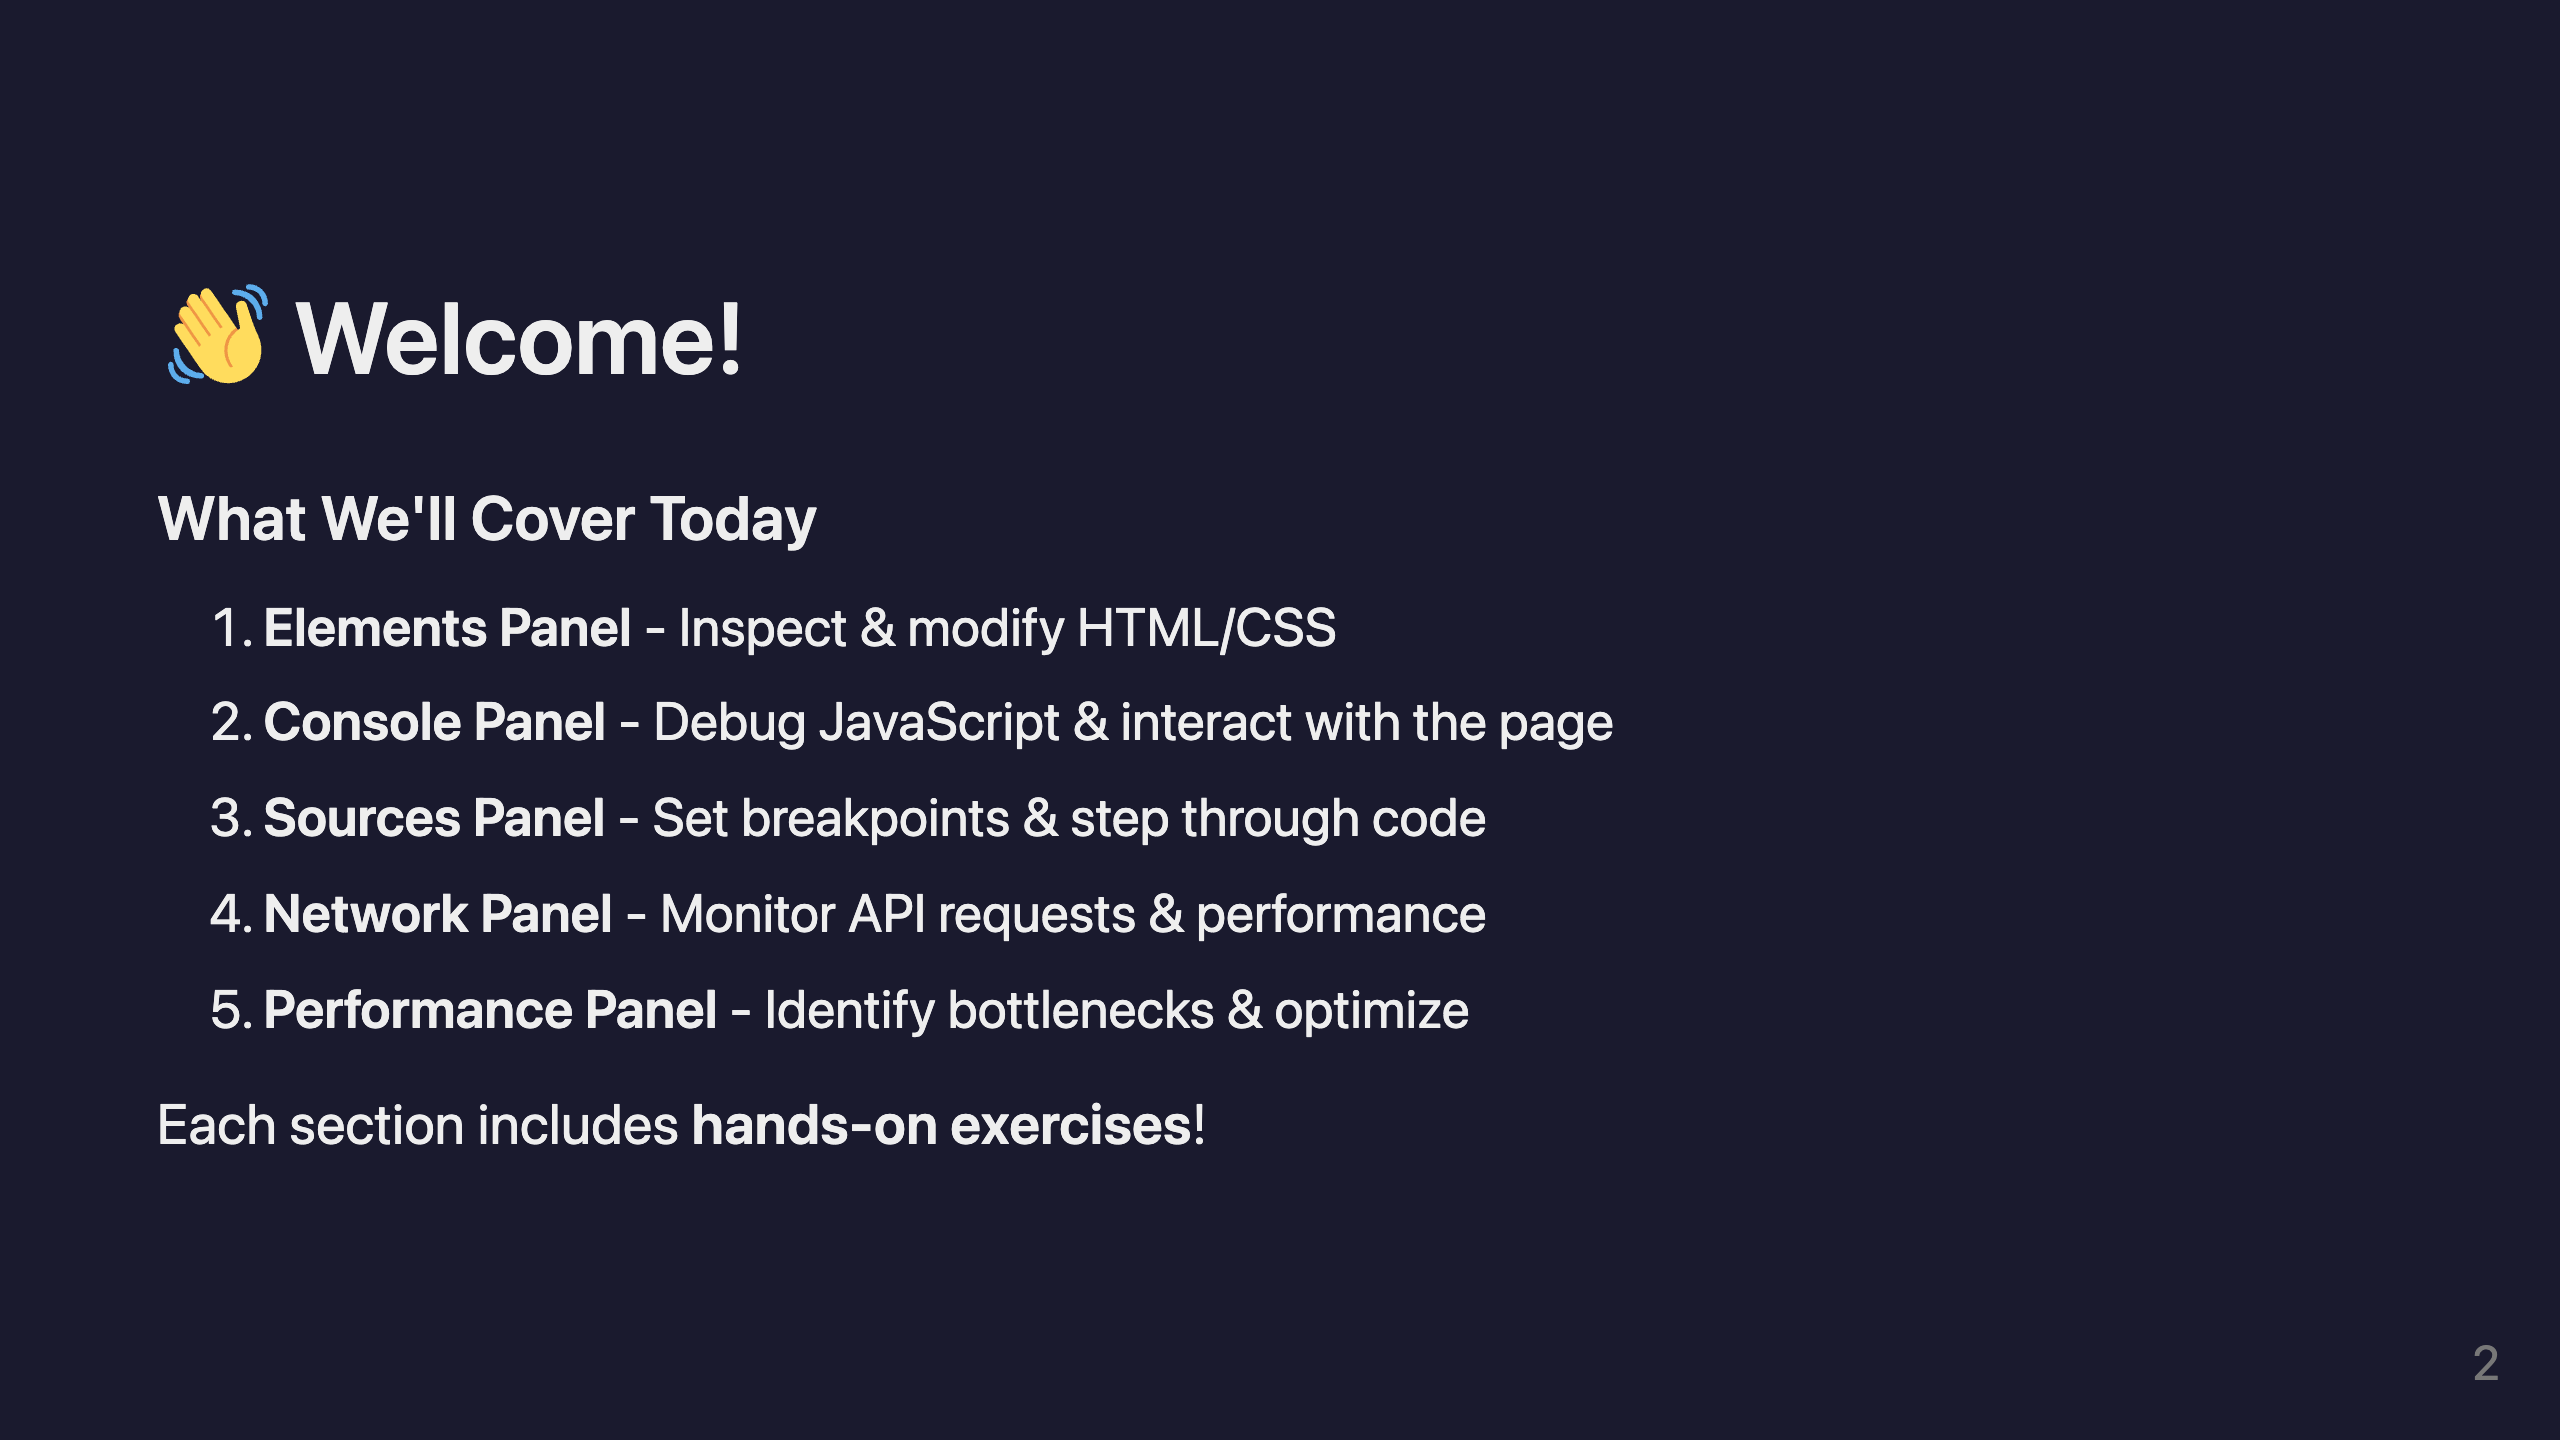 👋 Welcome!
What We'll Cover Today
1. Elements Panel - Inspect & modify HTML/CSS
2. Console Panel - Debug JavaScript & interact with the page
3. Sources Panel - Set breakpoints & step through code
4. Network Panel - Monitor API requests & performance
5. Performance Panel - Identify bottlenecks & optimize
Each section includes hands-on exercises!
2